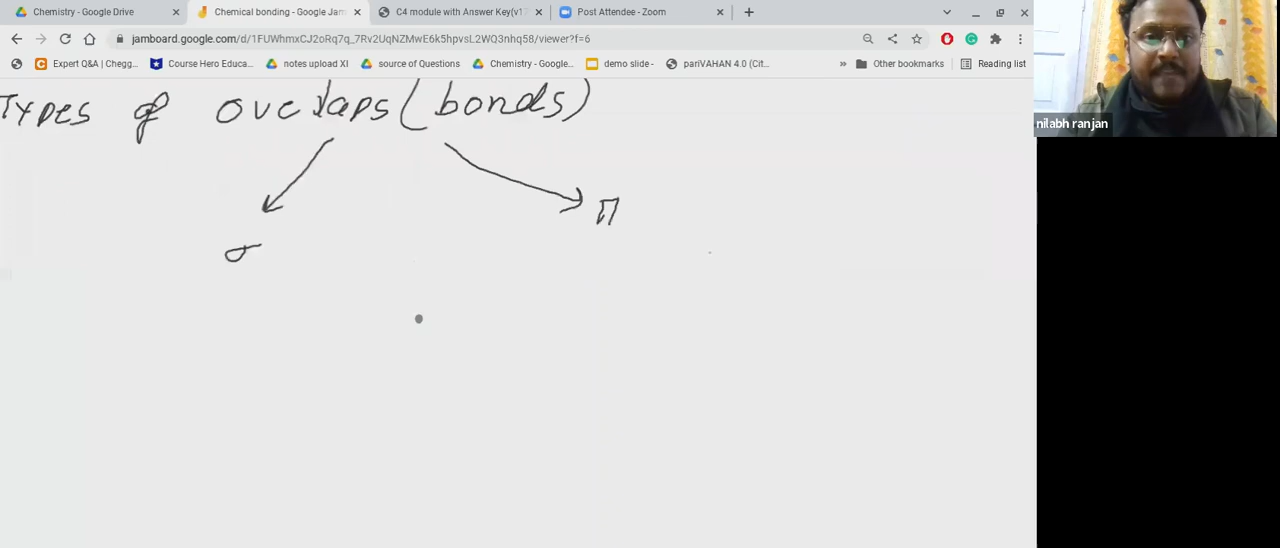 Chemistry - Google Drive
Chemical bonding - Google Jam
C4 module with Answer Key(v1
Post Attendee - Zoom
jamboard.google.com/d/1FUWhmxCJ2oRq7q_7Rv2UqNZMwE6k5hpvsL2WQ3nhq58/viewer?f=6
Expert Q&A | Chegg...
Course Hero Educa...
notes upload XI
source of Questions
Chemistry - Google...
demo slide -
pariVAHAN 4.0 (Cit...
»
Other bookmarks
Reading list
Types of overlaps (bonds)
σ
π
nilabh ranjan